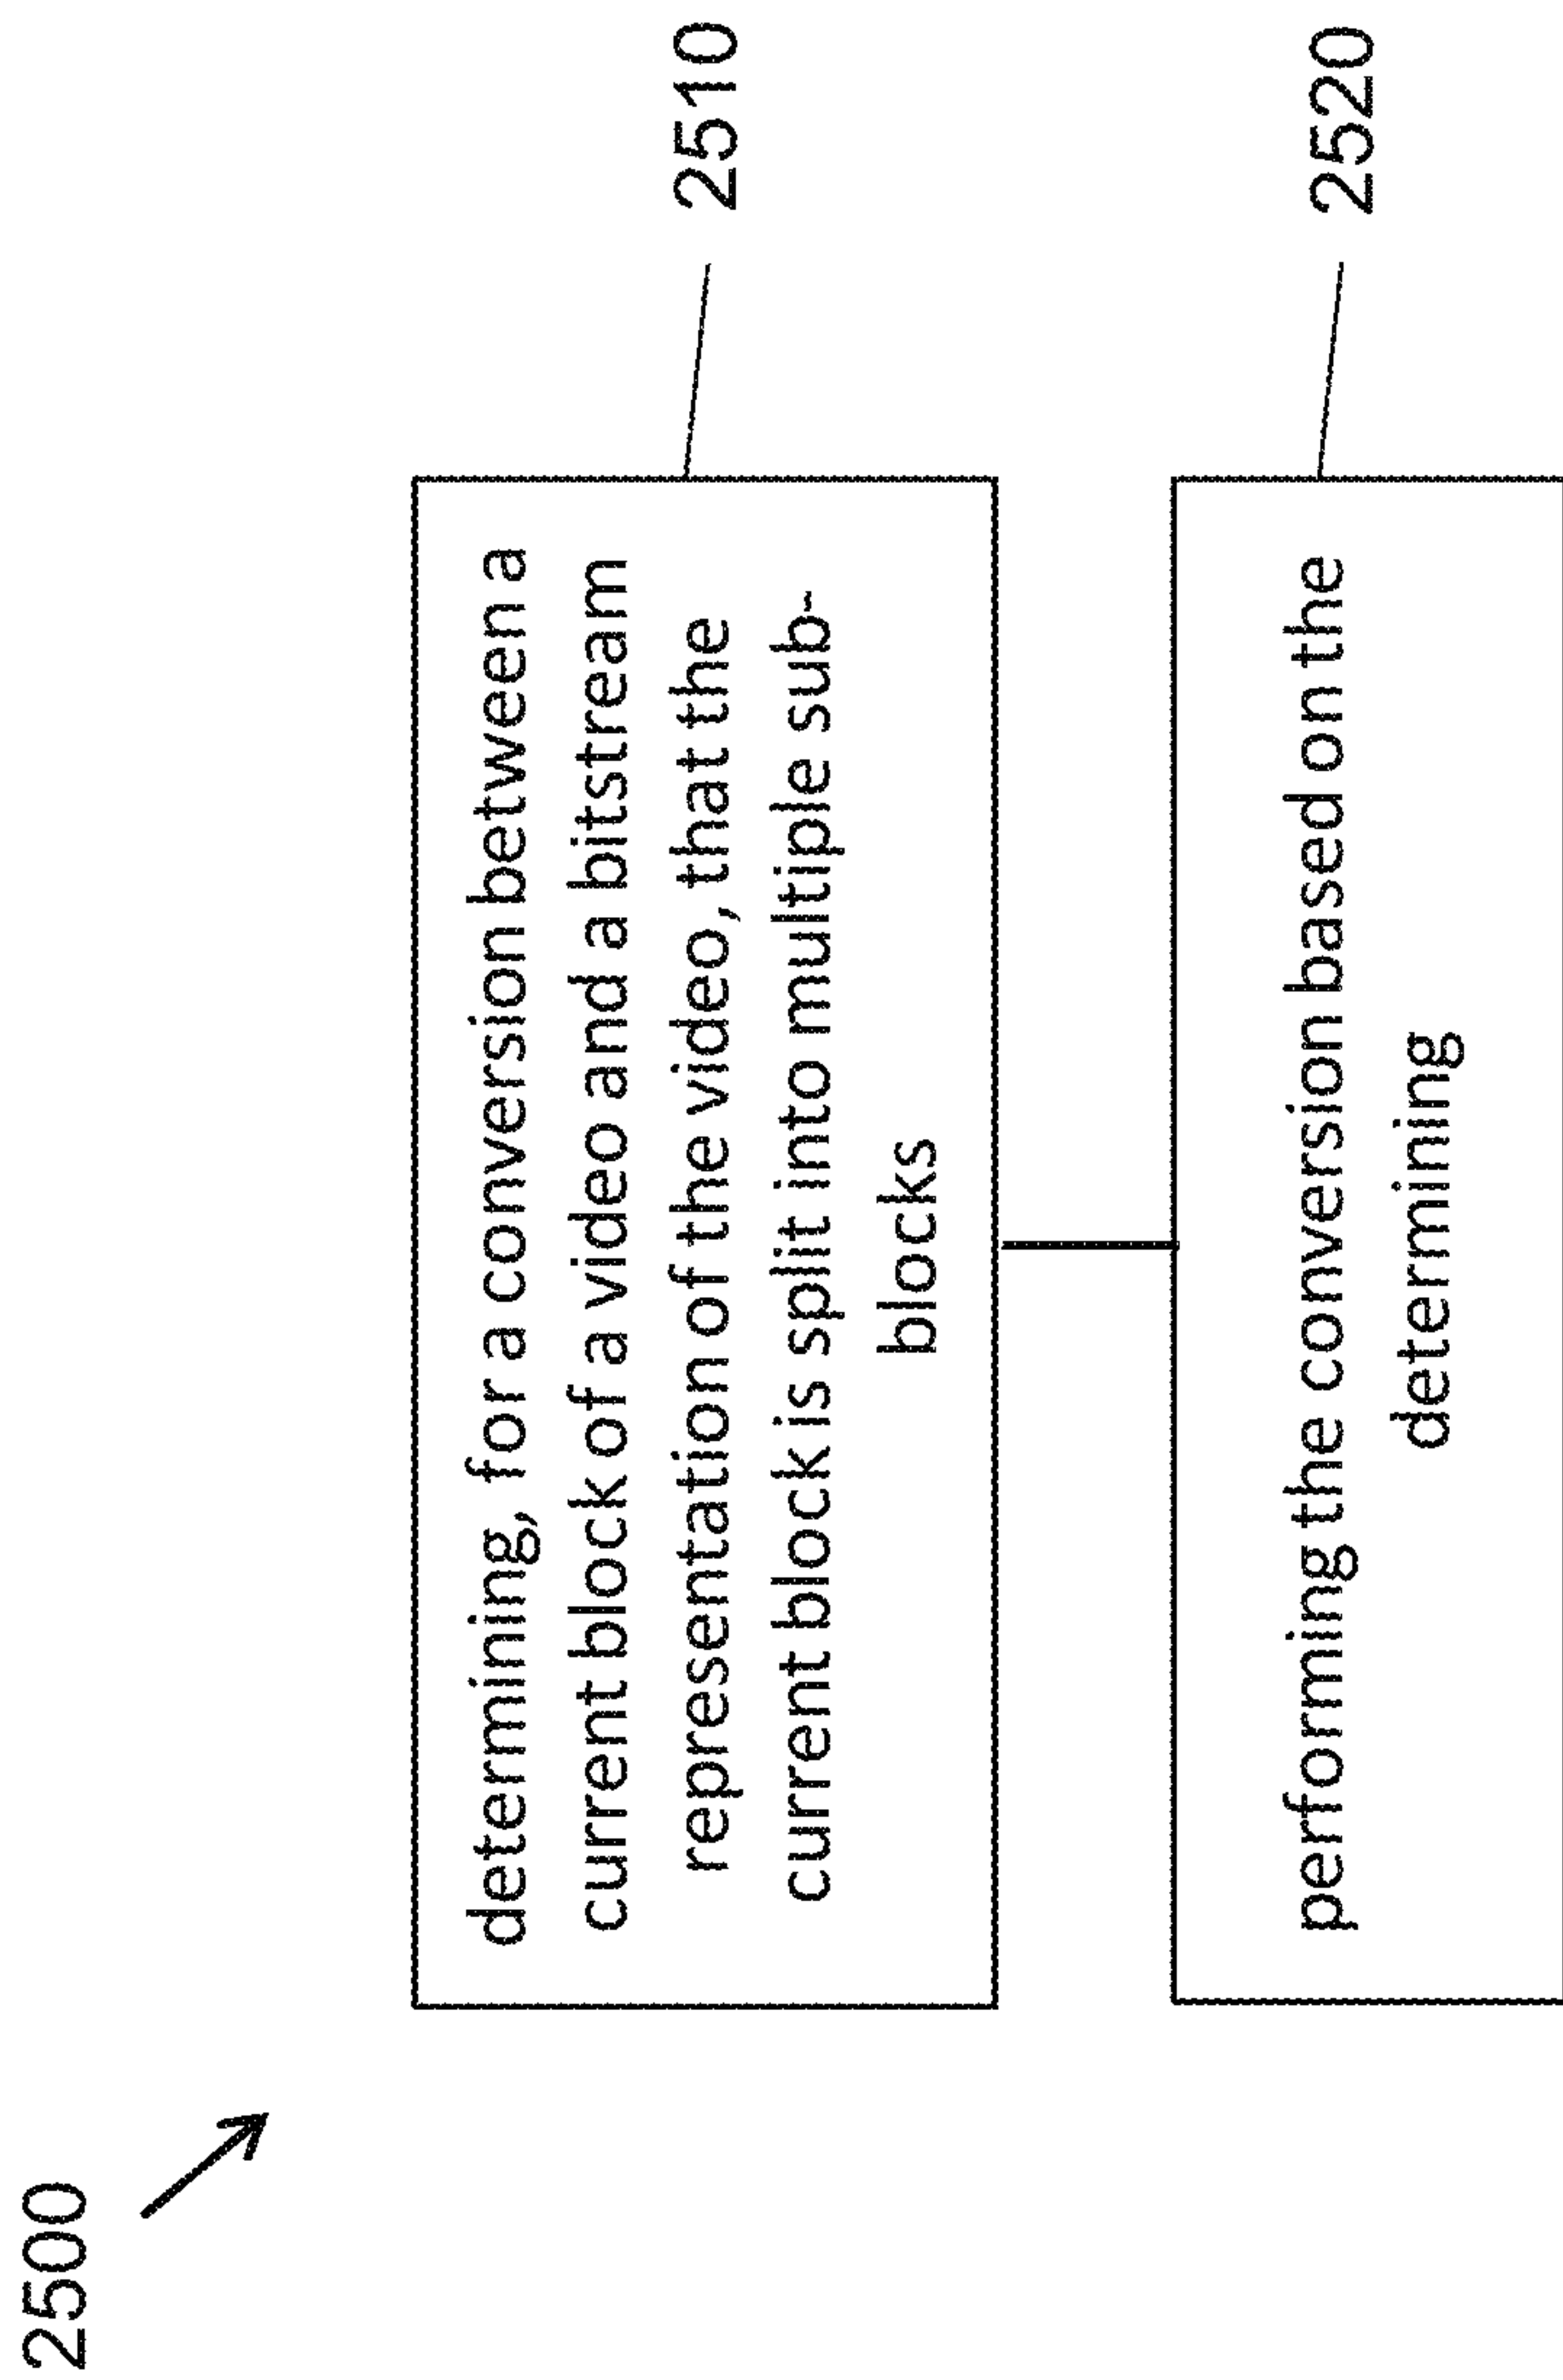 2500
determining, for a conversion between a
current block of a video and a bitstream
representation of the video, that the
current block is split into multiple sub-
blocks
2510
performing the conversion based on the
determining
2520